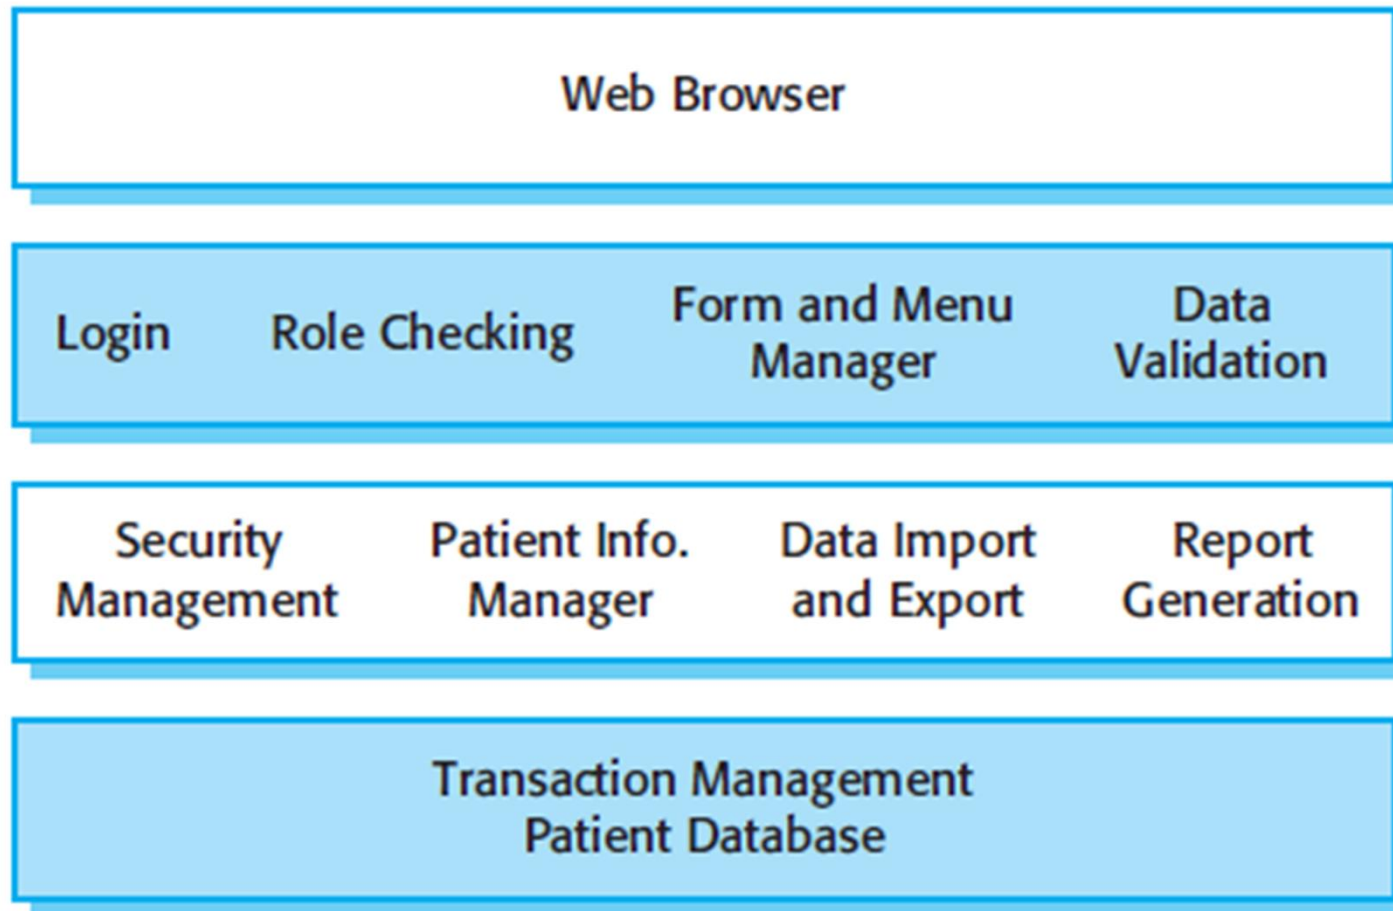 Web Browser
Login
Role Checking
Form and Menu
Manager
Data
Validation
Security
Management
Patient Info.
Manager
Data Import
and Export
Report
Generation
Transaction Management
Patient Database